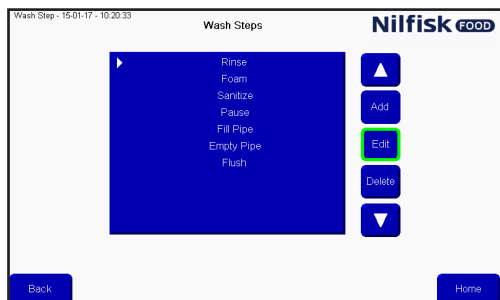 Wash Step - 15-01-17 - 10:20:33
Wash Steps
Nilfisk FOOD
Rinse
Foam
Sanitize
Pause
Fill Pipe
Empty Pipe
Flush
Add
Edit
Delete
Back
Home